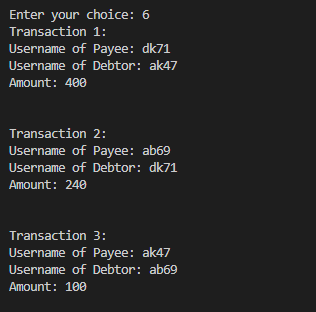 Enter your choice: 6
Transaction 1:
Username of Payee: dk71
Username of Debtor: ak47
Amount: 400
Transaction 2:
Username of Payee: ab69
Username of Debtor: dk71
Amount: 240
Transaction 3:
Username of Payee: ak47
Username of Debtor: ab69
Amount: 100